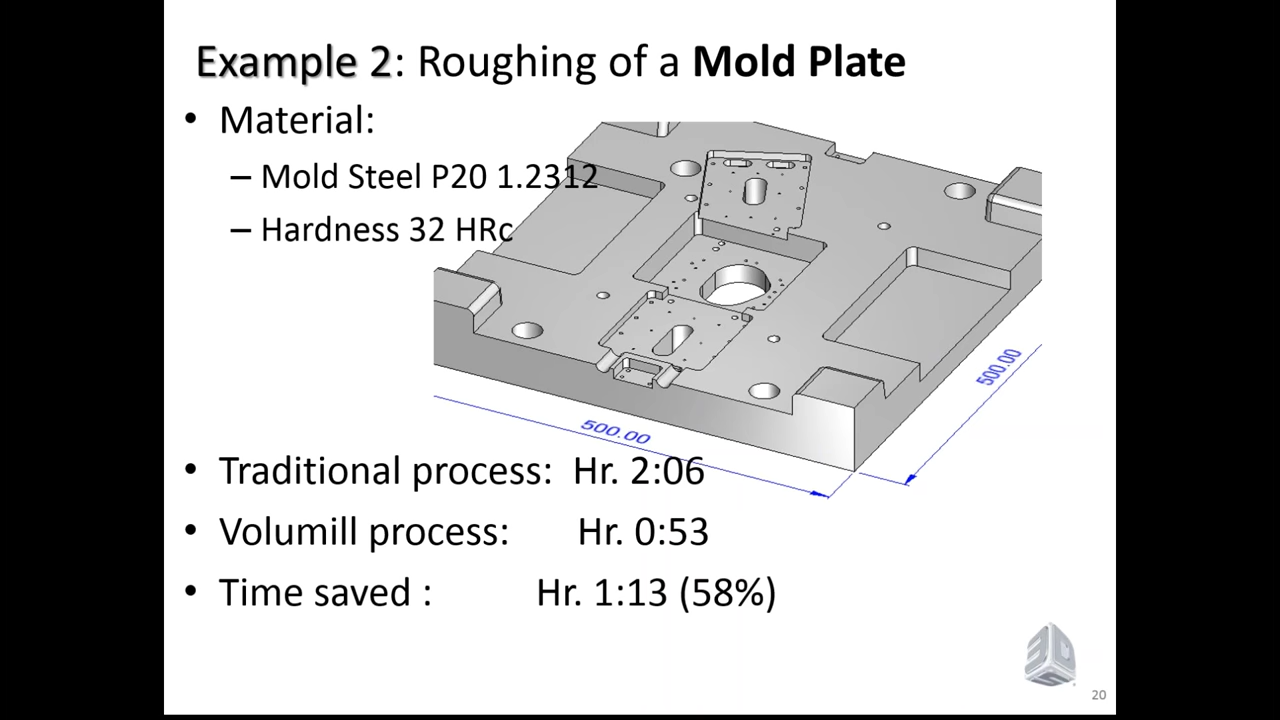 Example 2: Roughing of a Mold Plate
• Material:
– Mold Steel P20 1.2312
– Hardness 32 HRc
500.00
500.00
• Traditional process: Hr. 2:06
• Volumill process: Hr. 0:53
• Time saved : Hr. 1:13 (58%)
3D
20